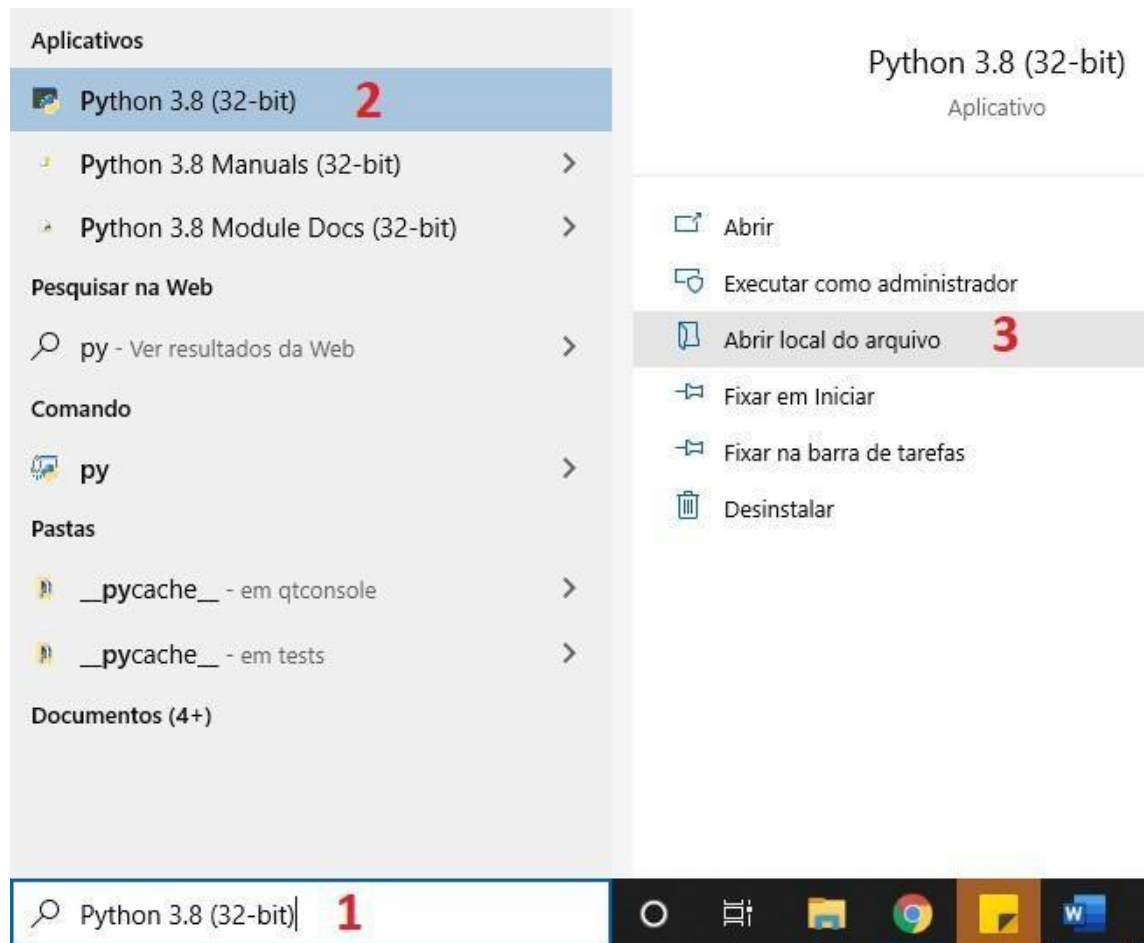 Aplicativos
Python 3.8 (32-bit) 2
Python 3.8 Manuals (32-bit)
Python 3.8 Module Docs (32-bit)
Pesquisar na Web
py - Ver resultados da Web
Comando
py
Pastas
__pycache__ - em qtconsole
__pycache__ - em tests
Documentos (4+)
Python 3.8 (32-bit) 1
Python 3.8 (32-bit)
Aplicativo
Abrir
Executar como administrador
Abrir local do arquivo 3
Fixar em Iniciar
Fixar na barra de tarefas
Desinstalar
W